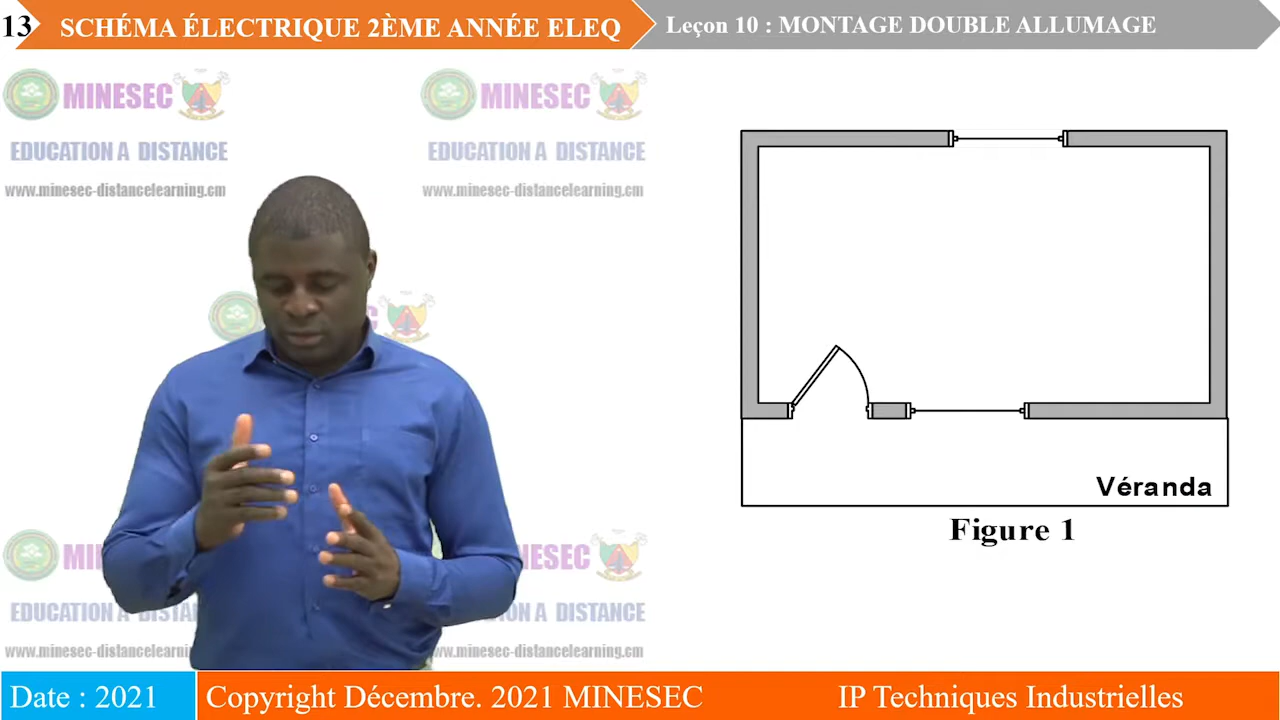 13
SCHÉMA ÉLECTRIQUE 2ÈME ANNÉE ELEQ
Leçon 10 : MONTAGE DOUBLE ALLUMAGE
MINESEC
EDUCATION A DISTANCE
www.minesec-distancelearning.cm
MINESEC
EDUCATION A DISTANCE
www.minesec-distancelearning.cm
Véranda
Figure 1
EDUCATION A DISTANCE
www.minesec-distancelearning.cm
Date : 2021
Copyright Décembre. 2021 MINESEC
IP Techniques Industrielles